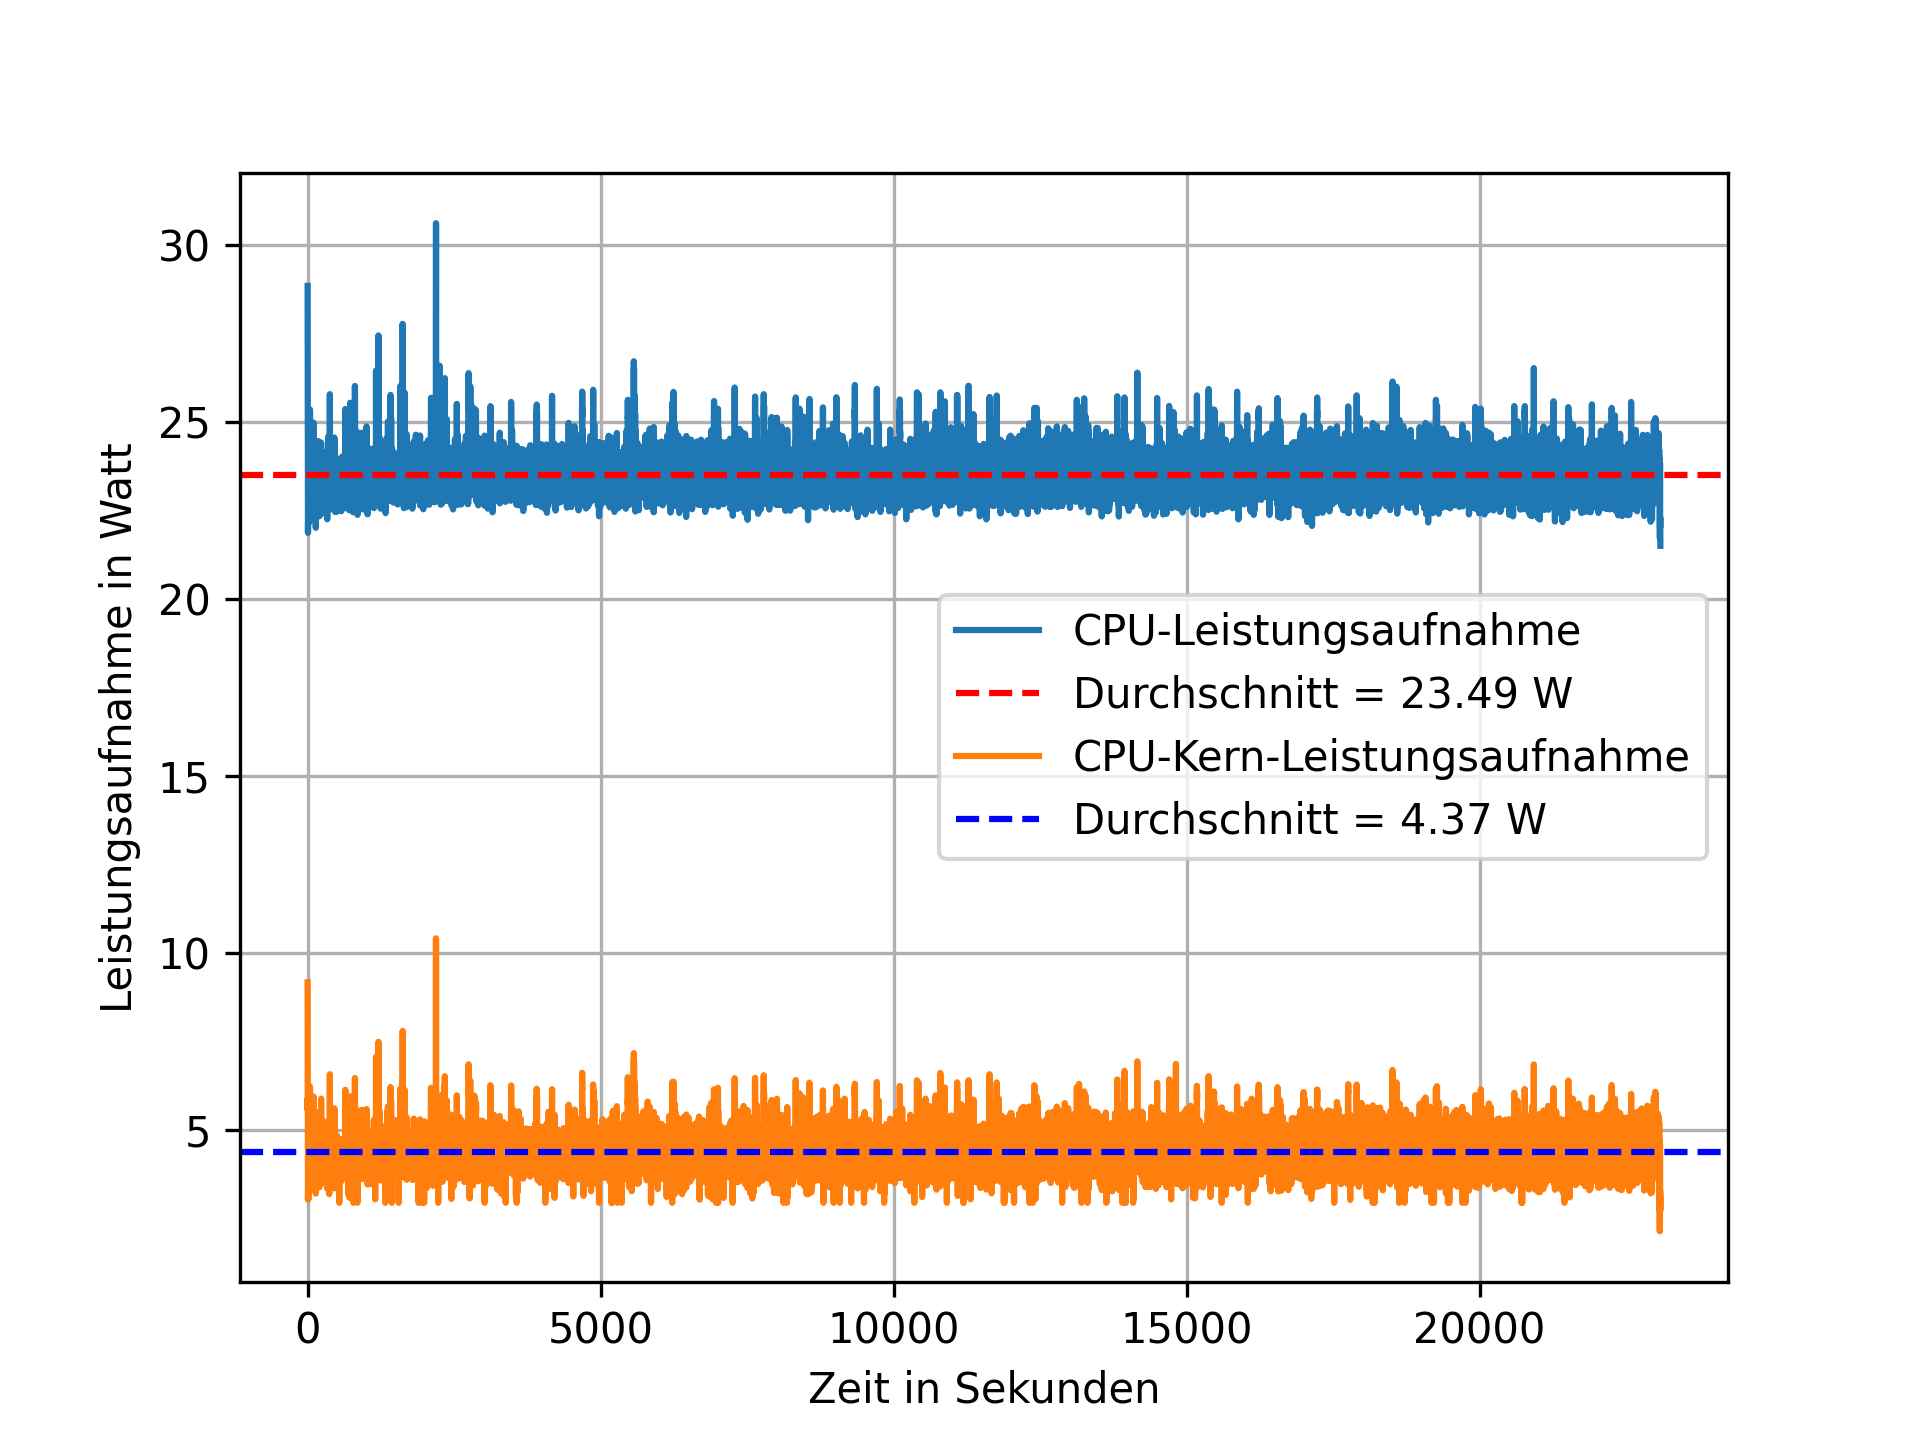 30
25
20
15
10
5
Leistungsaufnahme in Watt
CPU-Leistungsaufnahme
Durchschnitt = 23.49 W
CPU-Kern-Leistungsaufnahme
Durchschnitt = 4.37 W
0 5000 10000 15000 20000
Zeit in Sekunden